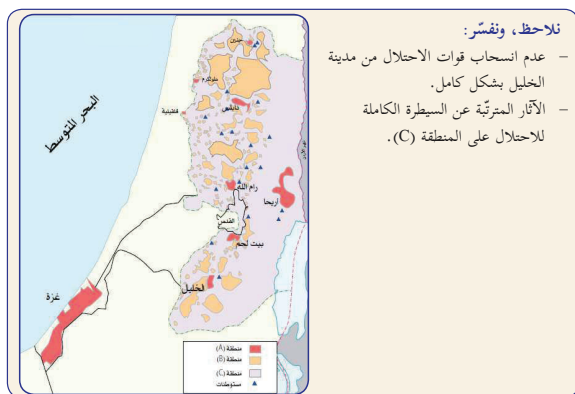 نلاحظ، ونفسّر:
– عدم انسحاب قوات الاحتلال من مدينة
الخليل بشكل كامل.
– الآثار المترتّبة عن السيطرة الكاملة
للاحتلال على المنطقة (C).
البحر المتوسط
جنين
طولكرم
نابلس
قلقيلية
رام الله
أريحا
القدس
بيت لحم
الخليل
غزة
منطقة (A)
منطقة (B)
منطقة (C)
مستوطنات